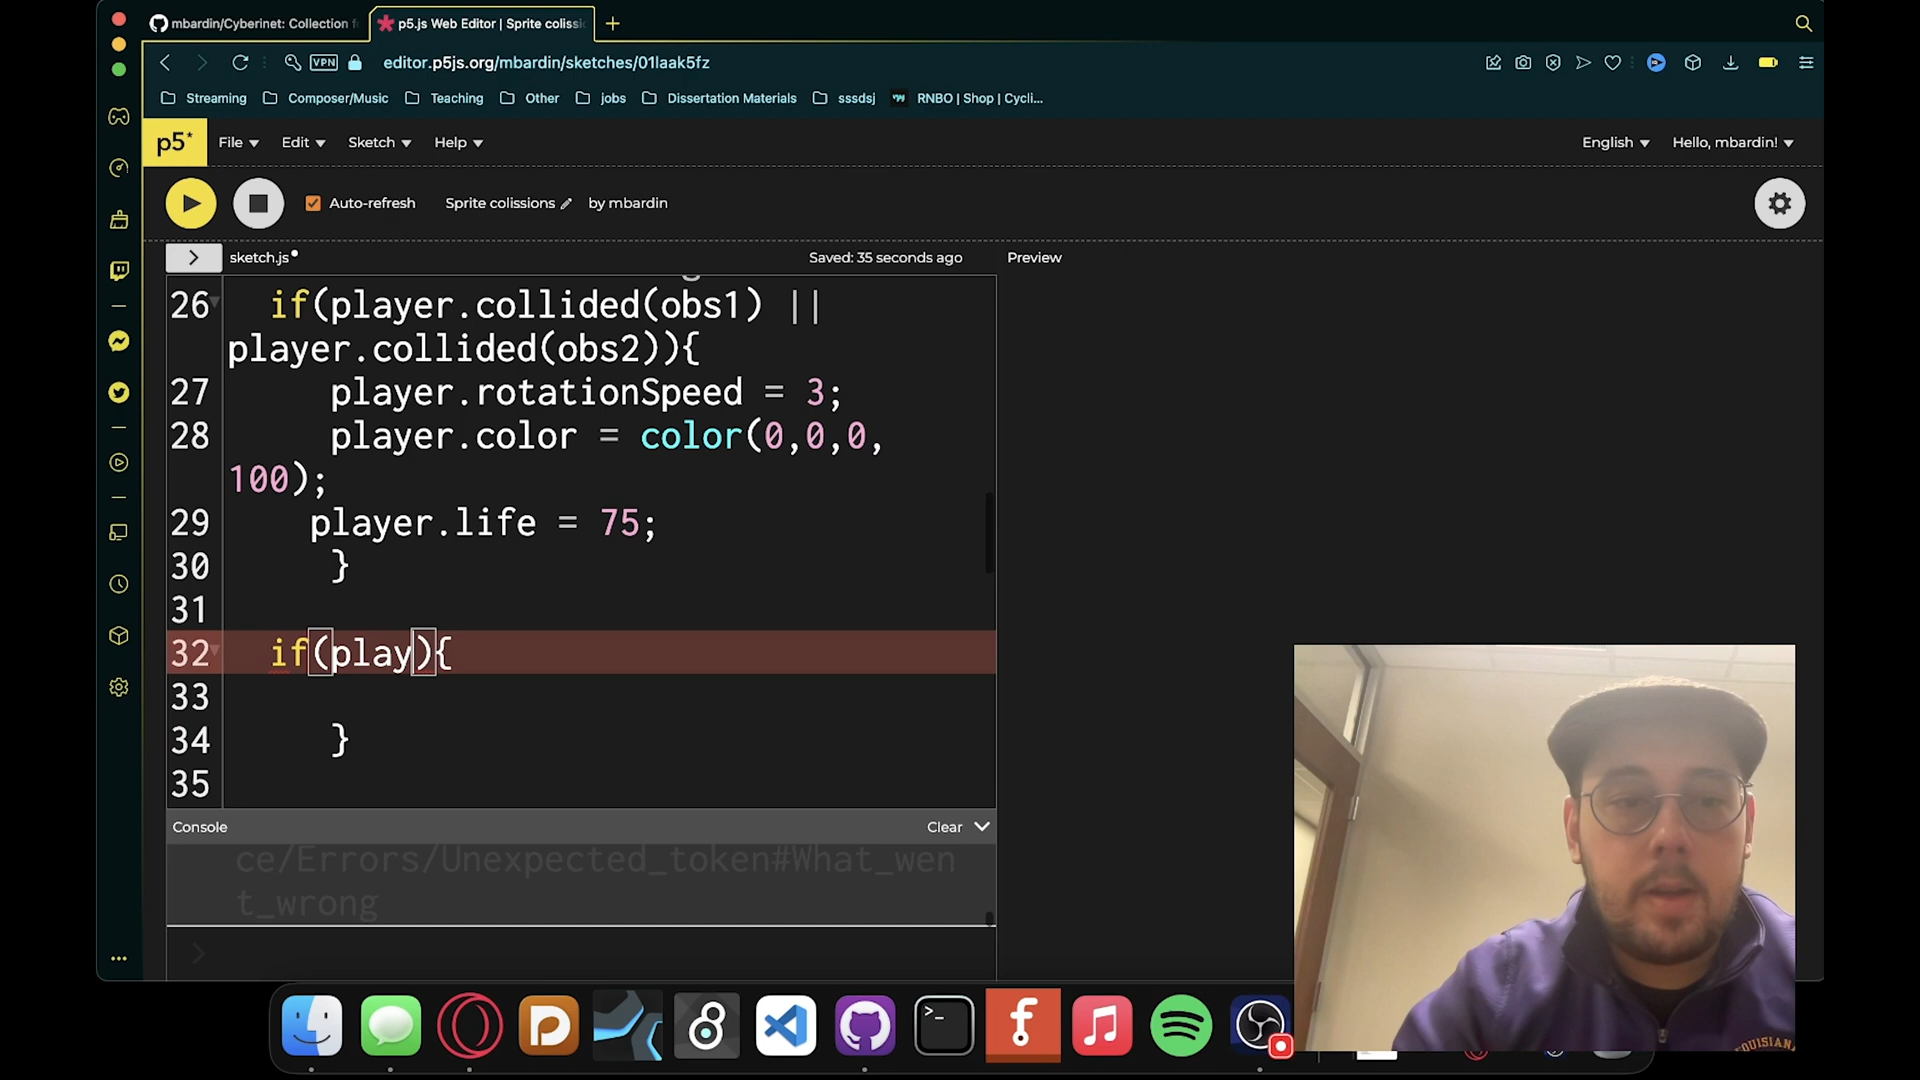 mbardin/Cyberinet: Collection f
p5.js Web Editor | Sprite colissi
VPN
editor.p5js.org/mbardin/sketches/01laak5fz
Streaming
Composer/Music
Teaching
Other
jobs
Dissertation Materials
sssdsj
RNBO | Shop | Cycli...
p5*
File
Edit
Sketch
Help
English
Hello, mbardin!
Auto-refresh
Sprite colissions
by mbardin
sketch.js
Saved: 35 seconds ago
Preview
26 if(player.collided(obs1) ||
player.collided(obs2)){
27 player.rotationSpeed = 3;
28 player.color = color(0,0,0,
100);
29 player.life = 75;
30 }
31
32 if(play){
33
34 }
35
Console
Clear
ce/Errors/Unexpected_token#What_wen
t_wrong
>